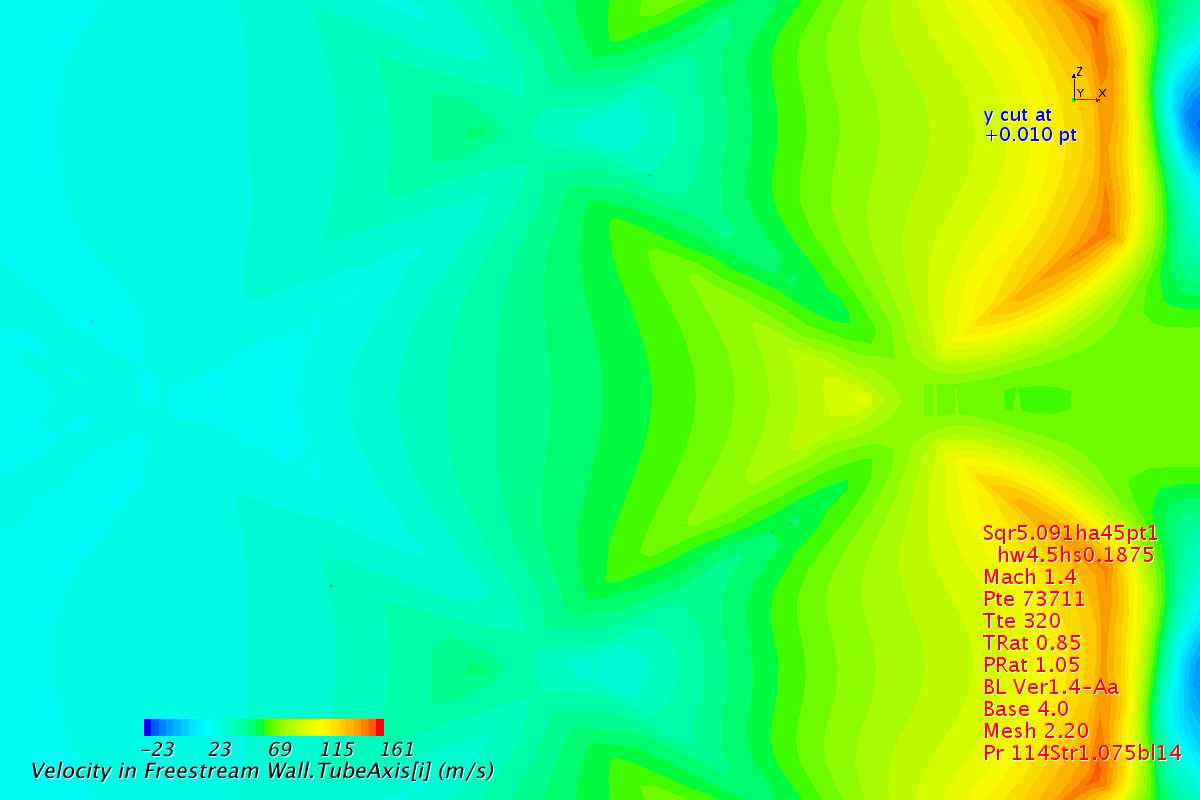 Z
Y X
y cut at
+0.010 pt
Sqr5.091ha45pt1
hw4.5hs0.1875
Mach 1.4
Pte 73711
Tte 320
TRat 0.85
PRat 1.05
BL Ver1.4-Aa
Base 4.0
Mesh 2.20
Pr 114Str1.075bl14
-23 23 69 115 161
Velocity in Freestream Wall.TubeAxis[i] (m/s)